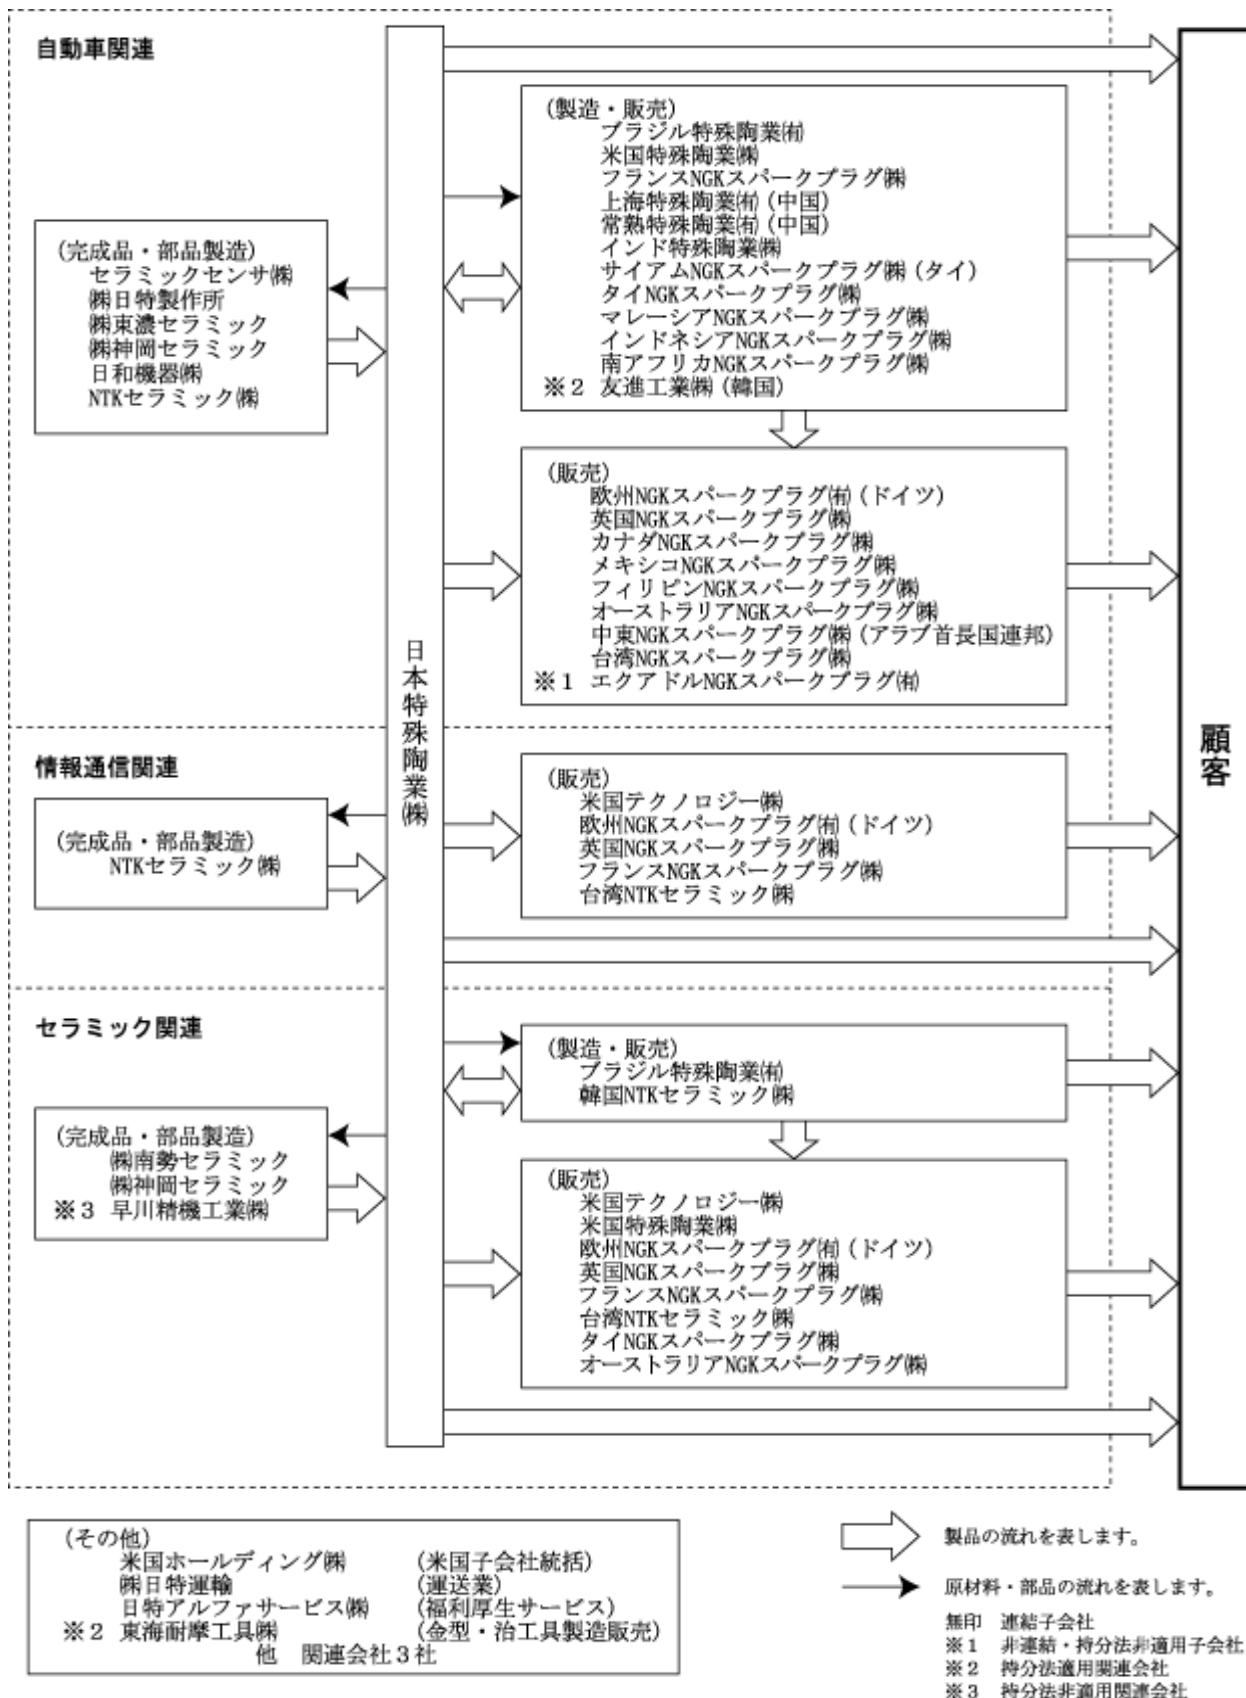 自動車関連
(製造・販売)
ブラジル特殊陶業㈲
米国特殊陶業㈱
フランスNGKスパークプラグ㈱
上海特殊陶業㈲(中国)
常熟特殊陶業㈲(中国)
インド特殊陶業㈱
サイアムNGKスパークプラグ㈱(タイ)
タイNGKスパークプラグ㈱
マレーシアNGKスパークプラグ㈱
インドネシアNGKスパークプラグ㈱
南アフリカNGKスパークプラグ㈱
※2 友進工業㈱(韓国)
(完成品・部品製造)
セラミックセンサ㈱
㈱日特製作所
㈱東濃セラミック
㈱神岡セラミック
日和機器㈱
NTKセラミック㈱
(販売)
欧州NGKスパークプラグ㈲(ドイツ)
英国NGKスパークプラグ㈱
カナダNGKスパークプラグ㈱
メキシコNGKスパークプラグ㈱
フィリピンNGKスパークプラグ㈱
オーストラリアNGKスパークプラグ㈱
中東NGKスパークプラグ㈱(アラブ首長国連邦)
台湾NGKスパークプラグ㈱
※1 エクアドルNGKスパークプラグ㈲
日本特殊陶業㈱
顧客
情報通信関連
(完成品・部品製造)
NTKセラミック㈱
(販売)
米国テクノロジー㈱
欧州NGKスパークプラグ㈲(ドイツ)
英国NGKスパークプラグ㈱
フランスNGKスパークプラグ㈱
台湾NTKセラミック㈱
セラミック関連
(製造・販売)
ブラジル特殊陶業㈲
韓国NTKセラミック㈱
(完成品・部品製造)
㈱南勢セラミック
㈱神岡セラミック
※3 早川精機工業㈱
(販売)
米国テクノロジー㈱
米国特殊陶業㈱
欧州NGKスパークプラグ㈲(ドイツ)
英国NGKスパークプラグ㈱
フランスNGKスパークプラグ㈱
台湾NTKセラミック㈱
タイNGKスパークプラグ㈱
オーストラリアNGKスパークプラグ㈱
(その他)
米国ホールディング㈱ (米国子会社統括)
㈱日特運輸 (運送業)
日特アルファサービス㈱ (福利厚生サービス)
※2 東海耐摩工具㈱ (金型・治工具製造販売)
他 関連会社3社
製品の流れを表します。
原材料・部品の流れを表します。
無印 連結子会社
※1 非連結・持分法非適用子会社
※2 持分法適用関連会社
※3 持分法非適用関連会社